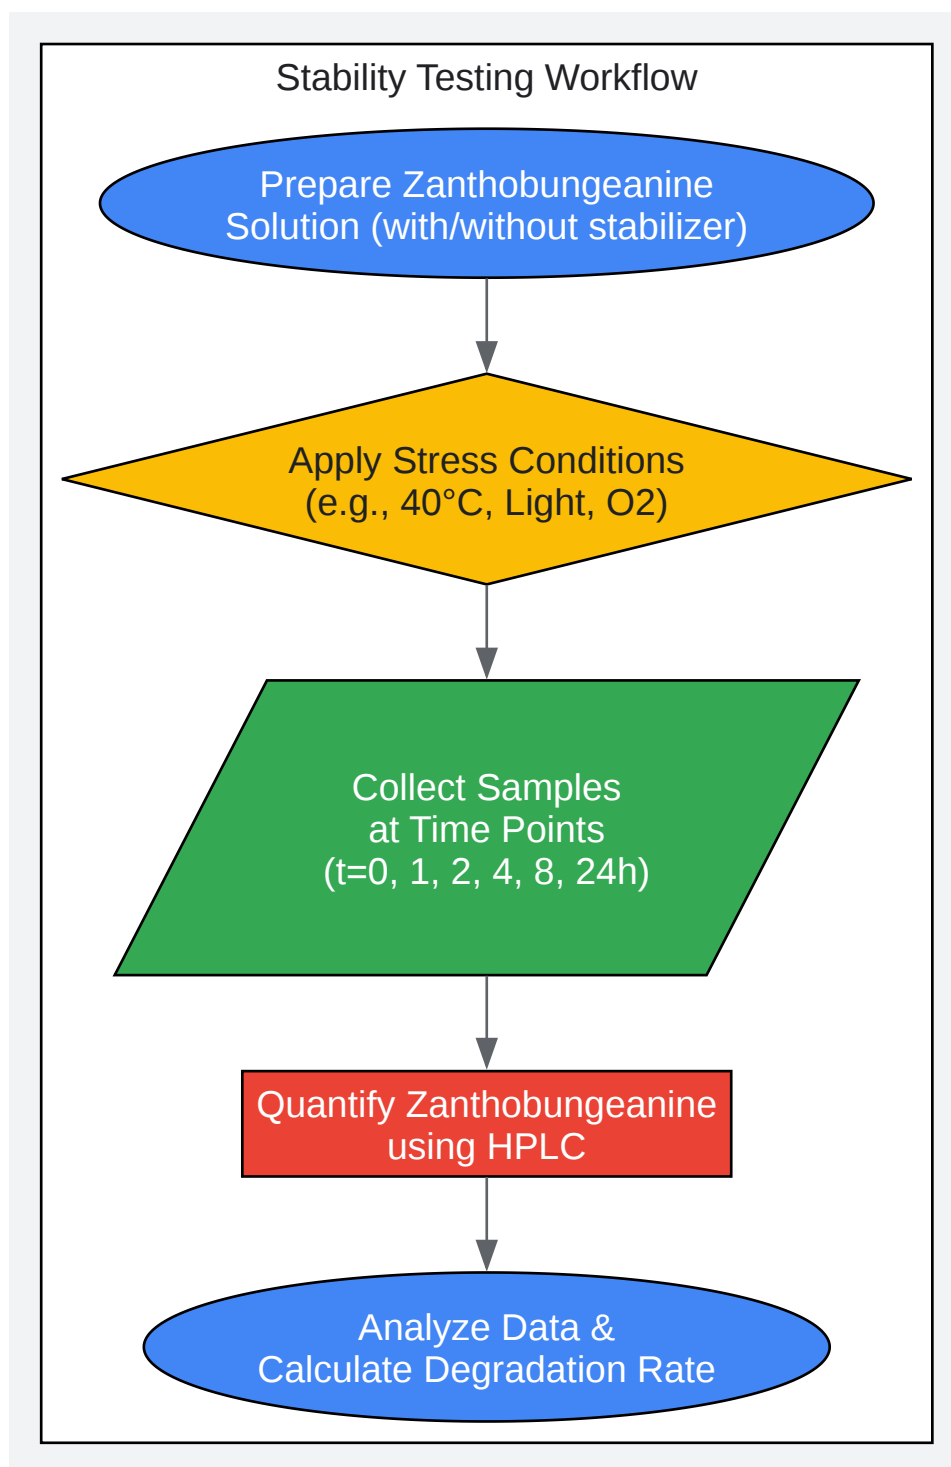 Stability Testing Workflow
Prepare Zanthobungeanine
Solution (with/without stabilizer)
Apply Stress Conditions
(e.g., 40°C, Light, O2)
Collect Samples
at Time Points
(t=0, 1, 2, 4, 8, 24h)
Quantify Zanthobungeanine
using HPLC
Analyze Data &
Calculate Degradation Rate